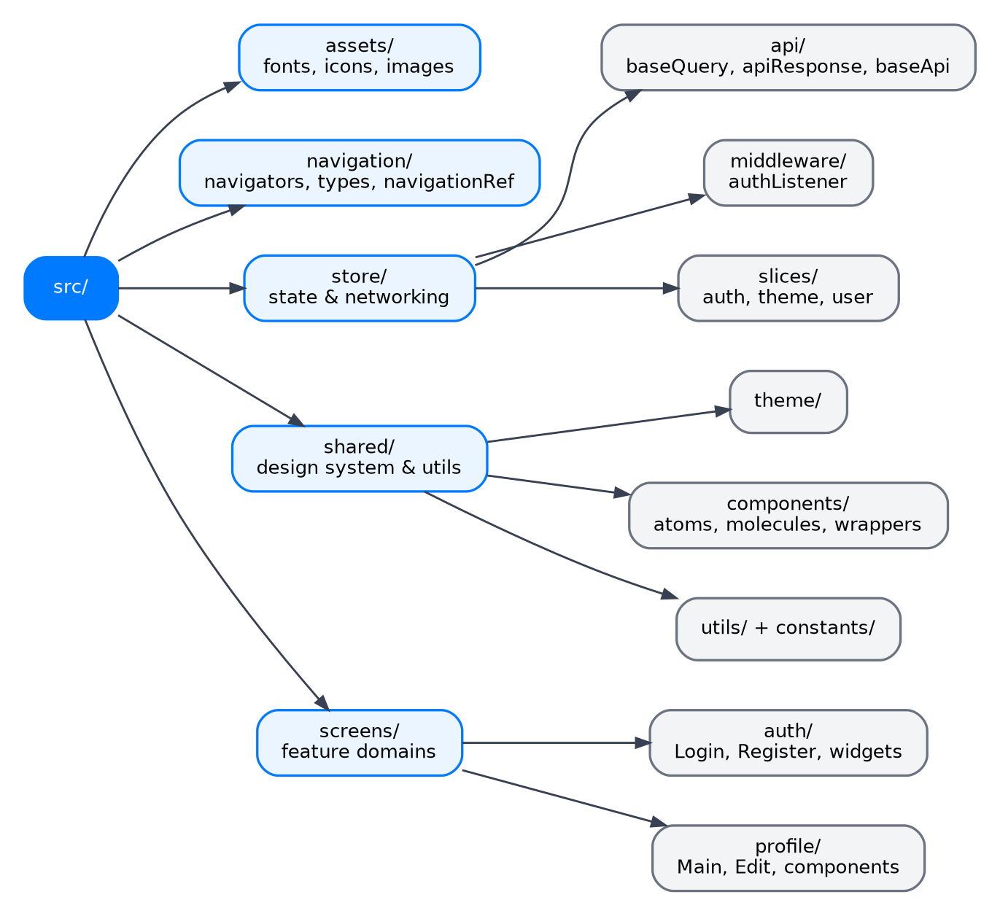 src/
assets/
fonts, icons, images
navigation/
navigators, types, navigationRef
store/
state & networking
shared/
design system & utils
screens/
feature domains
api/
baseQuery, apiResponse, baseApi
middleware/
authListener
slices/
auth, theme, user
theme/
components/
atoms, molecules, wrappers
utils/ + constants/
auth/
Login, Register, widgets
profile/
Main, Edit, components